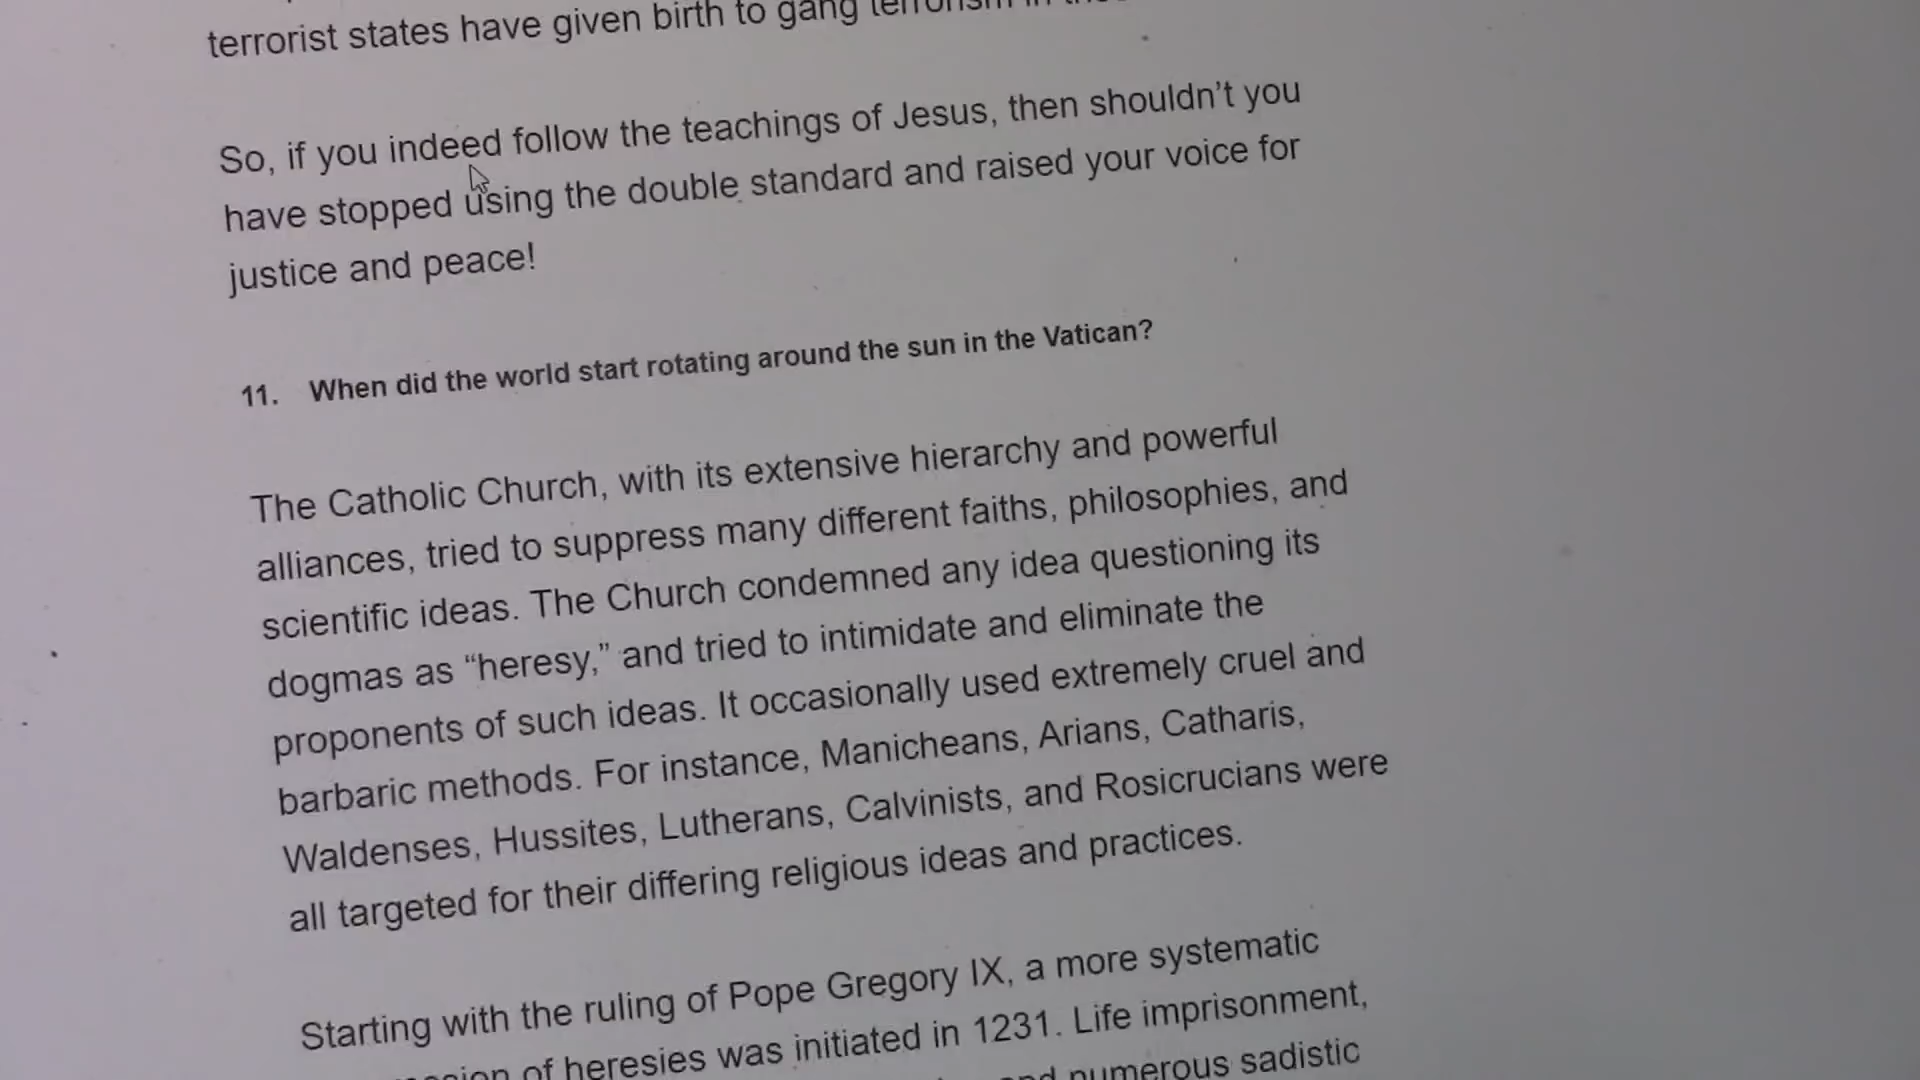 terrorist states have given birth to gang terrorism in
So, if you indeed follow the teachings of Jesus, then shouldn't you
have stopped using the double standard and raised your voice for
justice and peace!
11. When did the world start rotating around the sun in the Vatican?
The Catholic Church, with its extensive hierarchy and powerful
alliances, tried to suppress many different faiths, philosophies, and
scientific ideas. The Church condemned any idea questioning its
dogmas as “heresy,” and tried to intimidate and eliminate the
proponents of such ideas. It occasionally used extremely cruel and
barbaric methods. For instance, Manicheans, Arians, Catharis,
Waldenses, Hussites, Lutherans, Calvinists, and Rosicrucians were
all targeted for their differing religious ideas and practices.
Starting with the ruling of Pope Gregory IX, a more systematic
of heresies was initiated in 1231. Life imprisonment,
and numerous sadistic